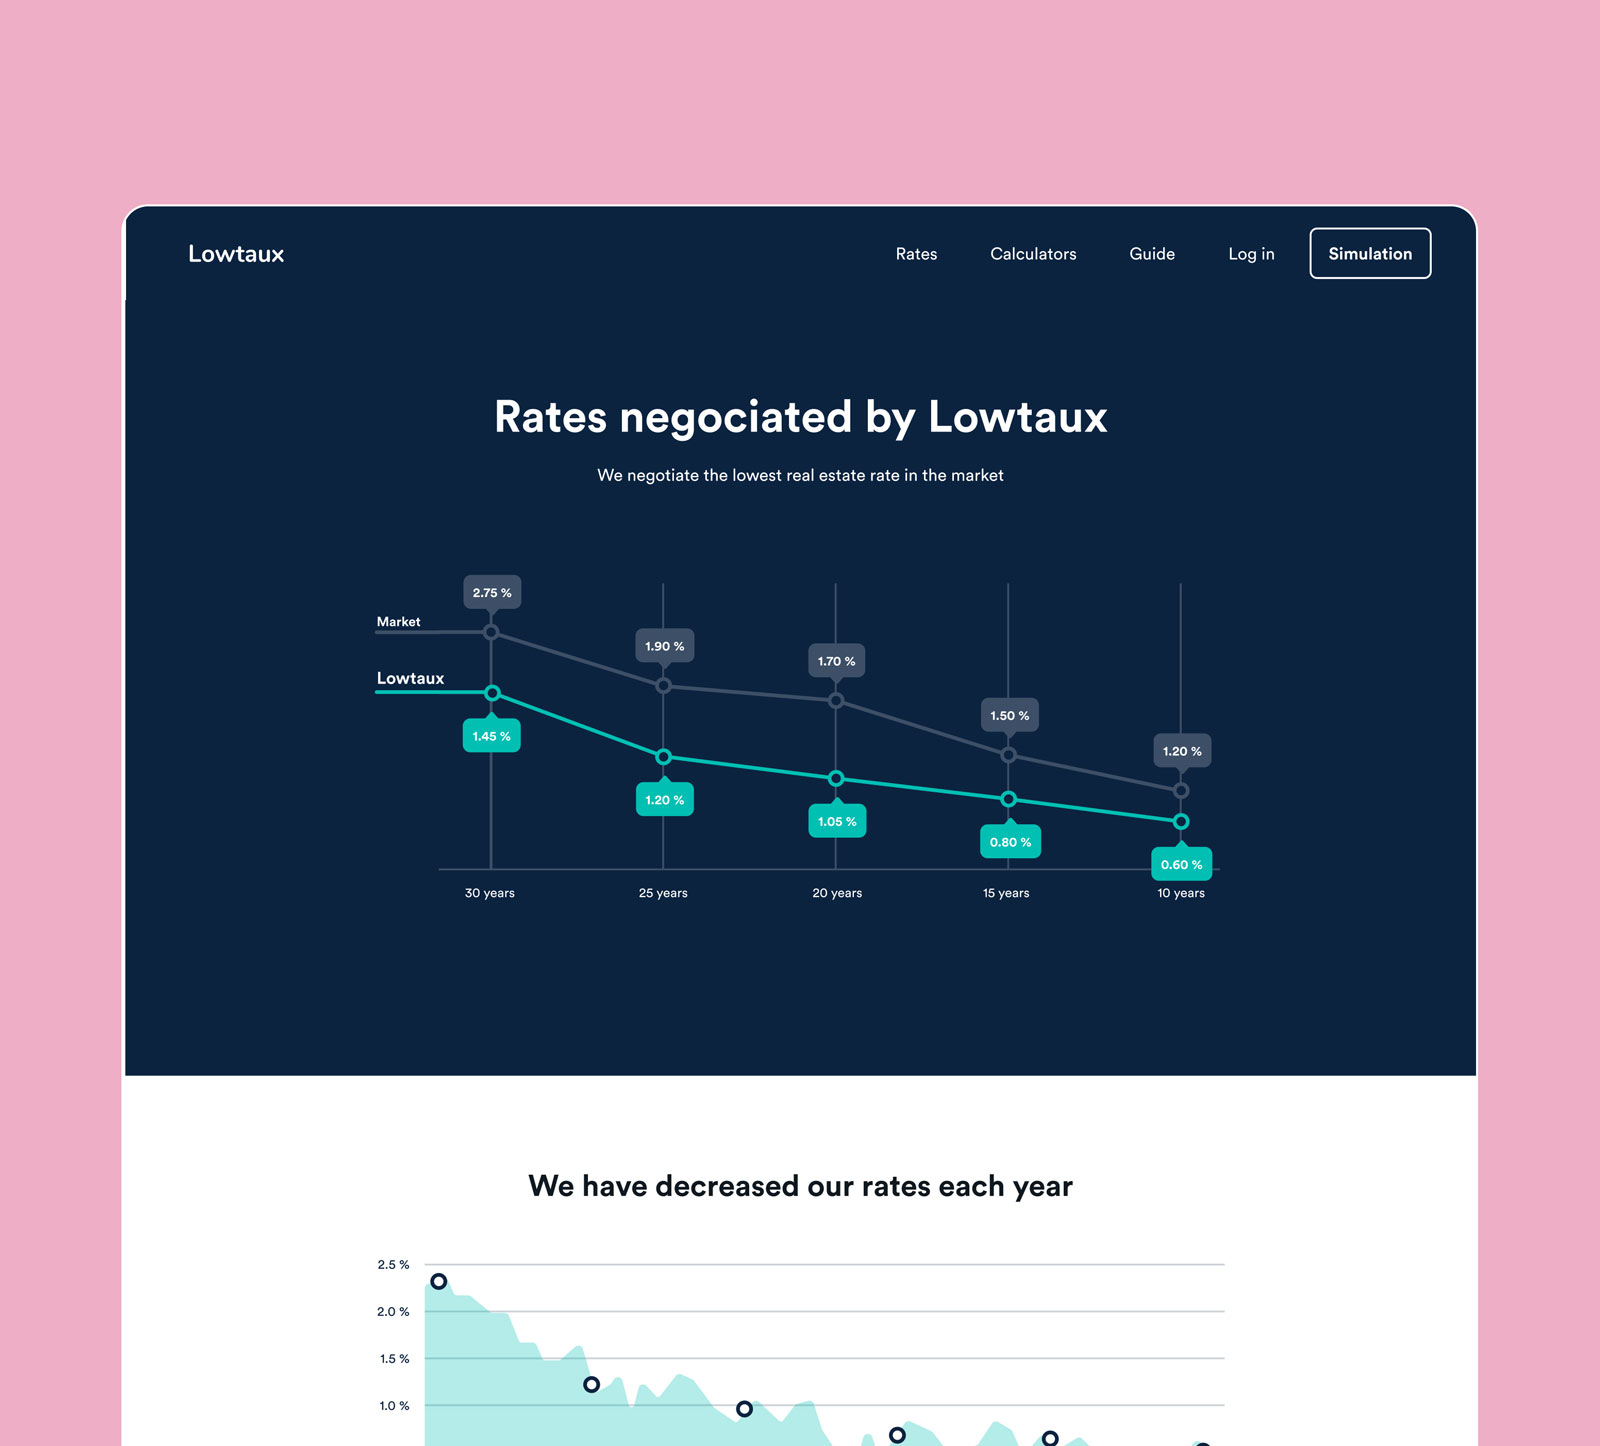 Lowtaux
Rates
Calculators
Guide
Log in
Simulation
Rates negociated by Lowtaux
We negotiate the lowest real estate rate in the market
2.75 %
Market
1.90 %
1.70 %
Lowtaux
1.50 %
1.45 %
1.20 %
1.20 %
1.05 %
0.80 %
0.60 %
30 years
25 years
20 years
15 years
10 years
We have decreased our rates each year
2.5 %
2.0 %
1.5 %
1.0 %